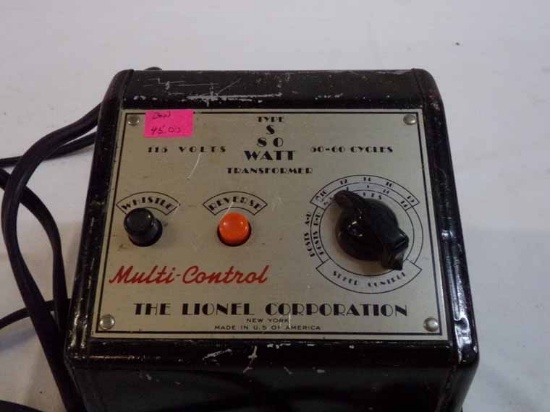 TYPE
S
80
115 VOLTS WATT 50-60 CYCLES
TRANSFORMER
95.00
WHISTLE
REVERSE
SPEED CONTROL
Multi-Control
THE LIONEL CORPORATION
NEW YORK
MADE IN U.S. OF AMERICA